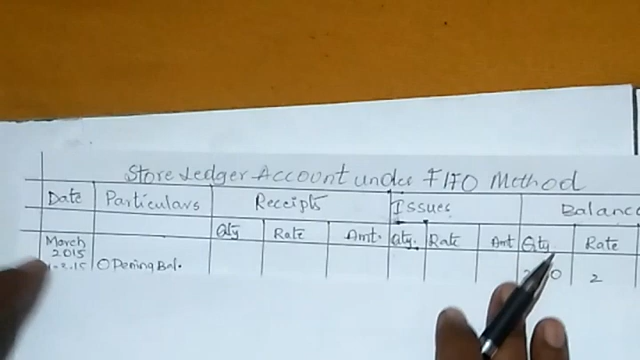 Store Ledger Account under FIFO Method
Date Particulars Receipts Issues Balanc
Qty Rate Amt. Qty. Rate Amt Qty Rate
March
2015
Opening Bal. 2